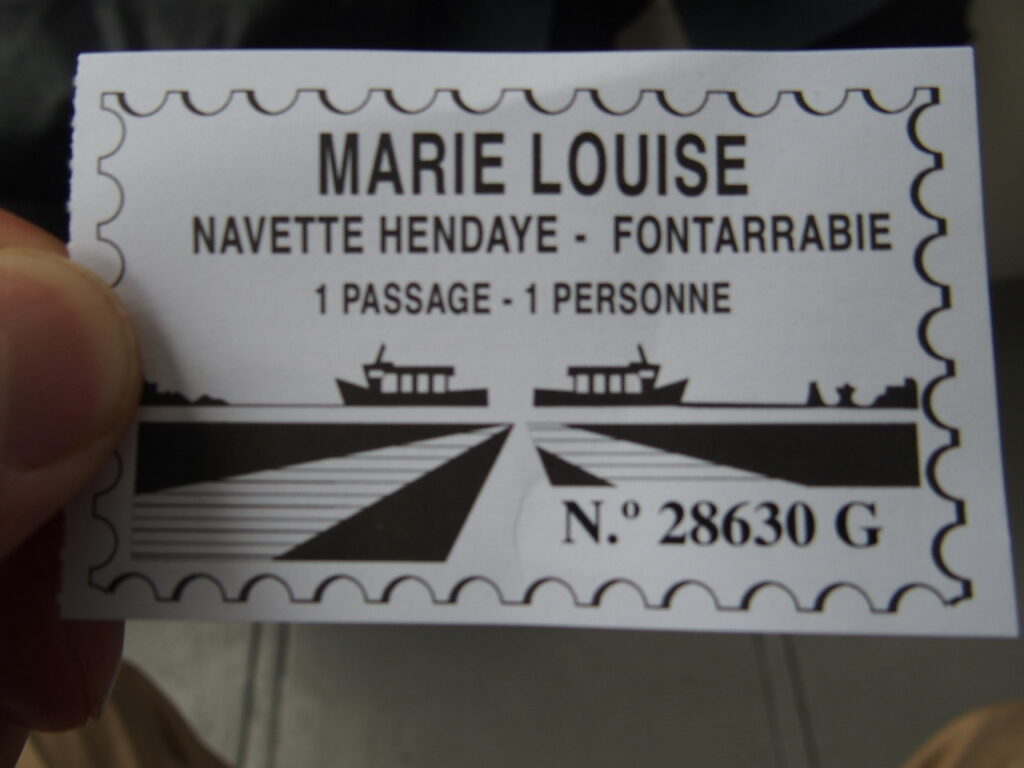 MARIE LOUISE
NAVETTE HENDAYE - FONTARRABIE
1 PASSAGE - 1 PERSONNE
N.º 28630 G